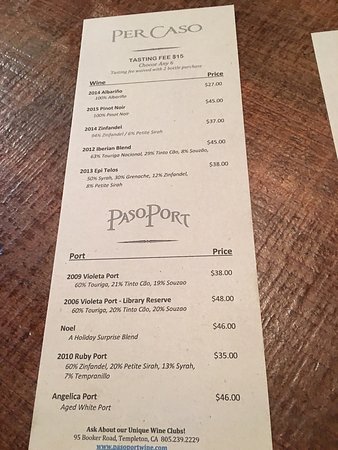 PER CASO
TASTING FEE $15
Choose Any 6
Tasting fee waived with 2 bottle purchase
Wine Price
2014 Albariño $27.00
100% Albariño
2015 Pinot Noir $45.00
100% Pinot Noir
2014 Zinfandel $37.00
94% Zinfandel / 6% Petite Sirah
2012 Iberian Blend $45.00
63% Touriga Nacional, 29% Tinto Cão, 8% Souzao,
2013 Epi Telos $38.00
50% Syrah, 30% Grenache, 12% Zinfandel,
8% Petite Sirah
PASOPORT
Port Price
2009 Violeta Port $38.00
60% Touriga, 21% Tinto Cão, 19% Souzao
2006 Violeta Port - Library Reserve $48.00
60% Touriga, 20% Tinto Cão, 20% Souzao
Noel $46.00
A Holiday Surprise Blend
2010 Ruby Port $35.00
60% Zinfandel, 20% Petite Sirah, 13% Syrah,
7% Tempranillo
Angelica Port $46.00
Aged White Port
Ask About our Unique Wine Clubs!
95 Booker Road, Templeton, CA 805.239.2229
www.pasoportwine.com